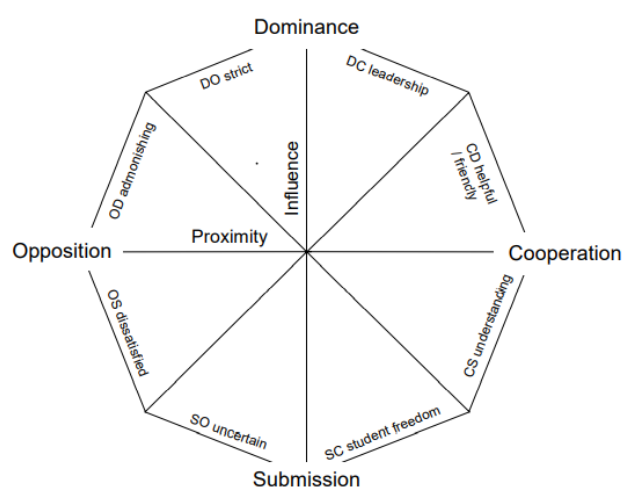 Dominance
DO strict
DC leadership
OD admonishing
Influence
CD helpful
/ friendly
Proximity
Opposition
Cooperation
OS dissatisfied
CS understanding
SO uncertain
SC student freedom
Submission